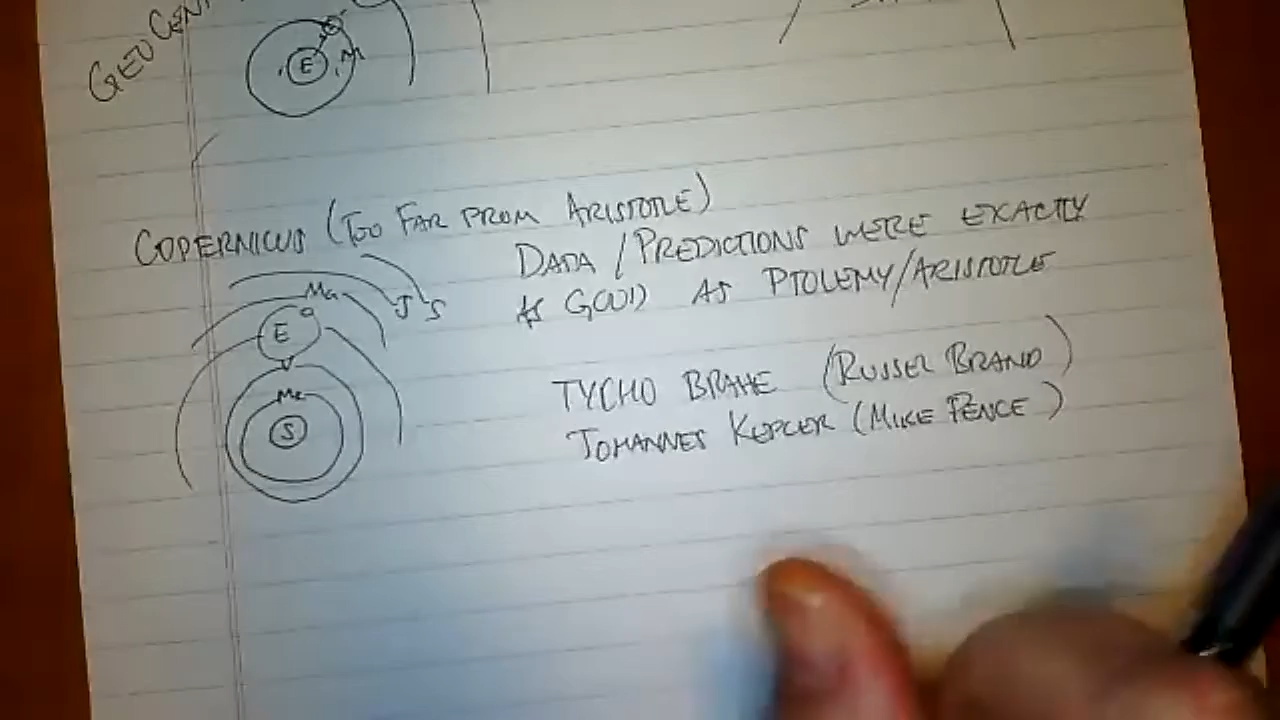 GEOCEN
E M
COPERNICUS (TOO FAR FROM ARISTOTLE)
DATA / PREDICTIONS WERE EXACTLY
AS GOOD AS PTOLEMY/ARISTOTLE
Ma J S
E
V
Me
S
TYCHO BRAHE (RUSSEL BRAND)
JOHANNES KEPLER (MIKE PENCE)